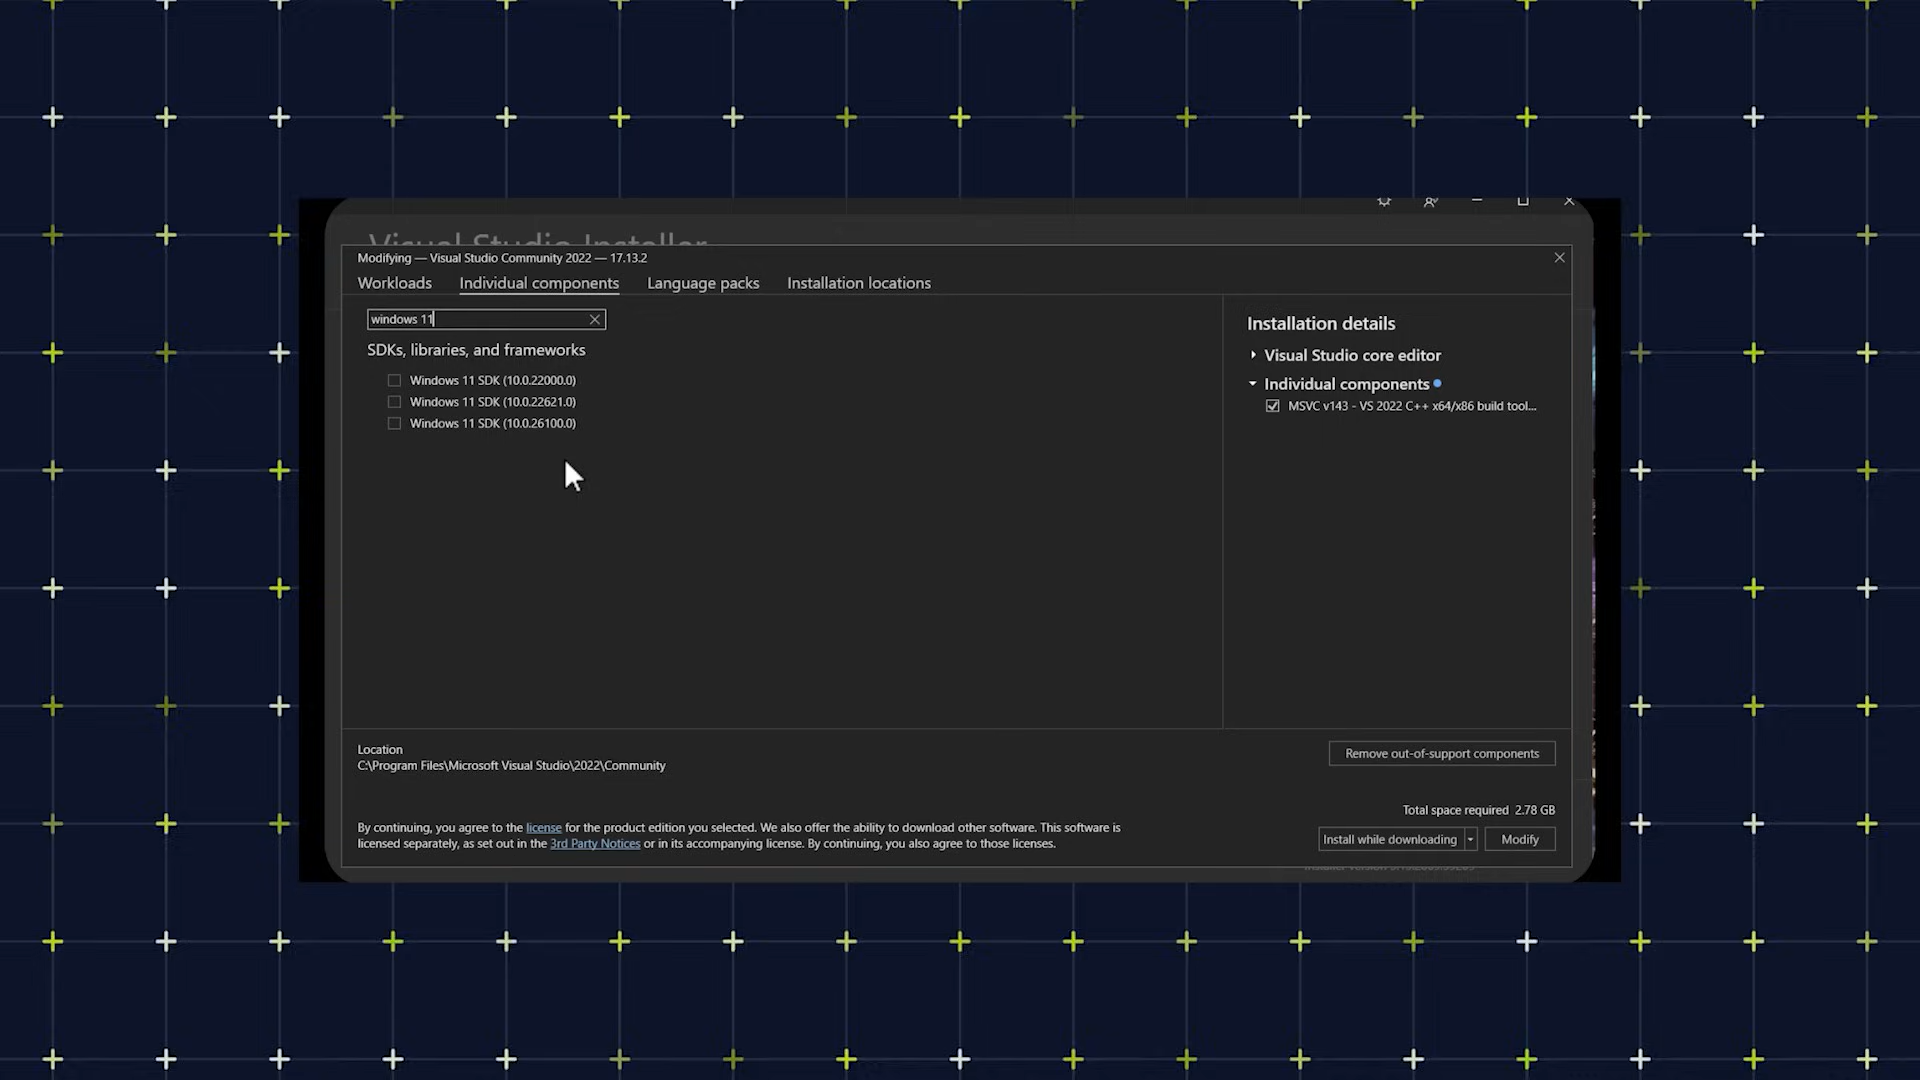 Visual Studio Installer
Modifying — Visual Studio Community 2022 — 17.13.2
Workloads Individual components Language packs Installation locations
windows 11
SDKs, libraries, and frameworks
Windows 11 SDK (10.0.22000.0)
Windows 11 SDK (10.0.22621.0)
Windows 11 SDK (10.0.26100.0)
Installation details
Visual Studio core editor
Individual components
MSVC v143 - VS 2022 C++ x64/x86 build tool...
Location
C:\Program Files\Microsoft Visual Studio\2022\Community
Remove out-of-support components
Total space required 2.78 GB
By continuing, you agree to the license for the product edition you selected. We also offer the ability to download other software. This software is
licensed separately, as set out in the 3rd Party Notices or in its accompanying license. By continuing, you also agree to those licenses.
Install while downloading Modify